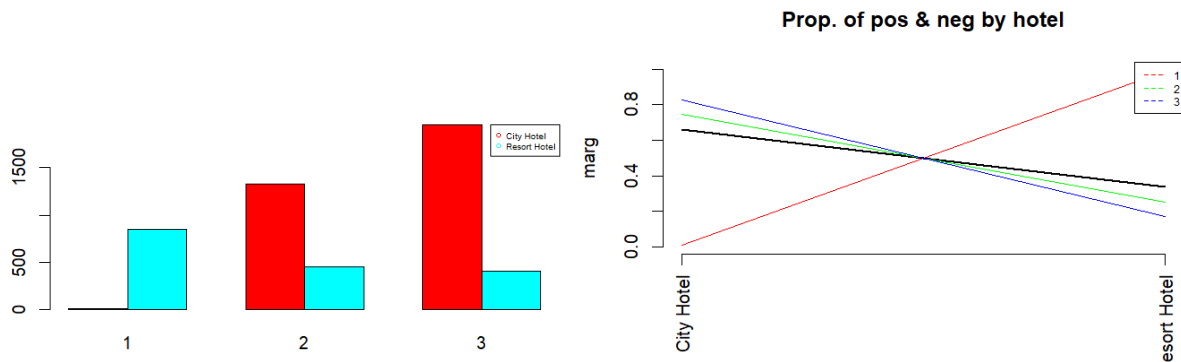 Prop. of pos & neg by hotel
City Hotel
Resort Hotel
1500
500
0
1
2
3
marg
0.8
0.4
0.0
1
2
3
City Hotel
esort Hotel